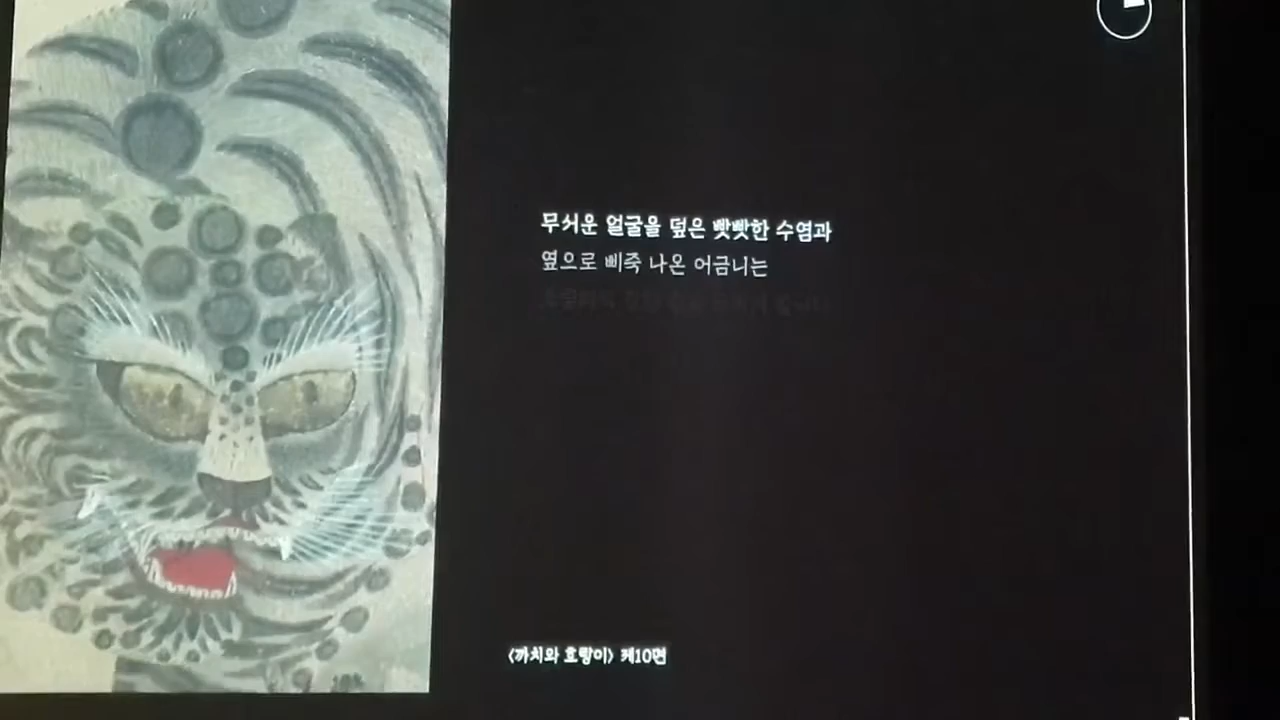 무서운 얼굴을 덮은 빳빳한 수염과
옆으로 삐죽 나온 어금니는
〈까치와 호랑이〉 제10면